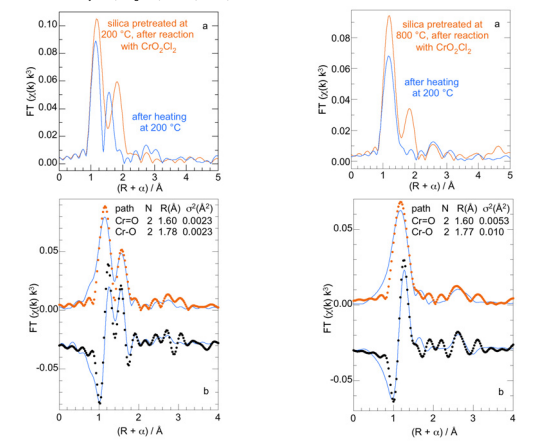 silica pretreated at
200 °C, after reaction
with CrO2Cl2
a
after heating
at 200 °C
FT (χ(k) k³)
0.10
0.08
0.06
0.04
0.02
0.00
0 1 2 3 4 5
(R + α) / Å
silica pretreated at
800 °C, after reaction
with CrO2Cl2
a
after heating
at 200 °C
FT (χ(k) k³)
0.08
0.06
0.04
0.02
0.00
0 1 2 3 4 5
(R + α) / Å
path N R(Å) σ²(Å²)
Cr=O 2 1.60 0.0023
Cr-O 2 1.78 0.0023
FT (χ(k) k³)
0.05
0.00
-0.05
b
0 1 2 3 4
(R + α) / Å
path N R(Å) σ²(Å²)
Cr=O 2 1.60 0.0053
Cr-O 2 1.77 0.010
FT (χ(k) k³)
0.05
0.00
-0.05
b
0 1 2 3 4
(R + α) / Å